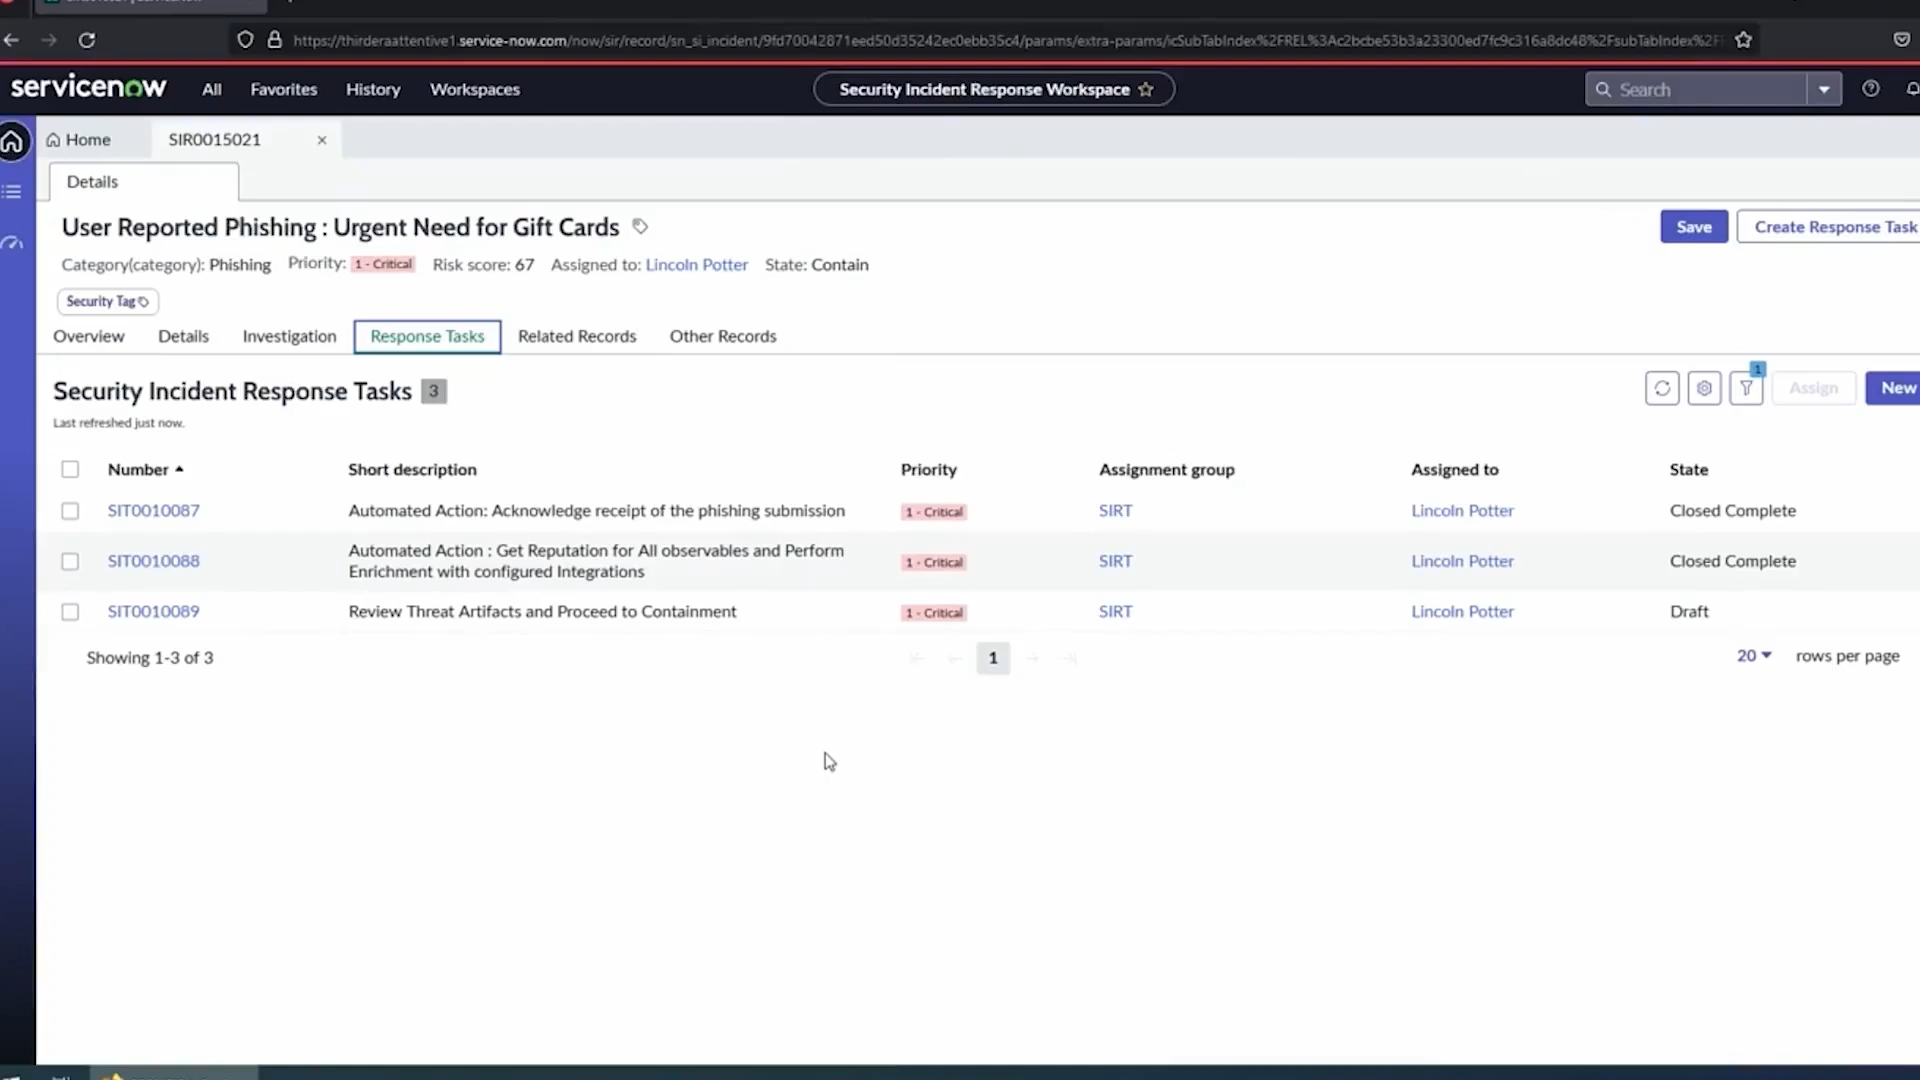 https://thirderaattentive1.service-now.com/now/sir/record/sn_si_incident/9fd70042871eed50d35242ec0ebb35c4/params/extra-params/icSubTabIndex%2FREL%3Ac2bcbe53b3a23300ed7fc9c316a8dc48%2FsubTabIndex%2F
servicenow All Favorites History Workspaces Security Incident Response Workspace Search
Home SIR0015021
Details
User Reported Phishing : Urgent Need for Gift Cards Save Create Response Task
Category(category): Phishing Priority: 1 - Critical Risk score: 67 Assigned to: Lincoln Potter State: Contain
Security Tag
Overview Details Investigation Response Tasks Related Records Other Records
Security Incident Response Tasks 3 1 Assign New
Last refreshed just now.
Number Short description Priority Assignment group Assigned to State
SIT0010087 Automated Action: Acknowledge receipt of the phishing submission 1 - Critical SIRT Lincoln Potter Closed Complete
SIT0010088 Automated Action : Get Reputation for All observables and Perform
Enrichment with configured Integrations 1 - Critical SIRT Lincoln Potter Closed Complete
SIT0010089 Review Threat Artifacts and Proceed to Containment 1 - Critical SIRT Lincoln Potter Draft
Showing 1-3 of 3 1 20 rows per page